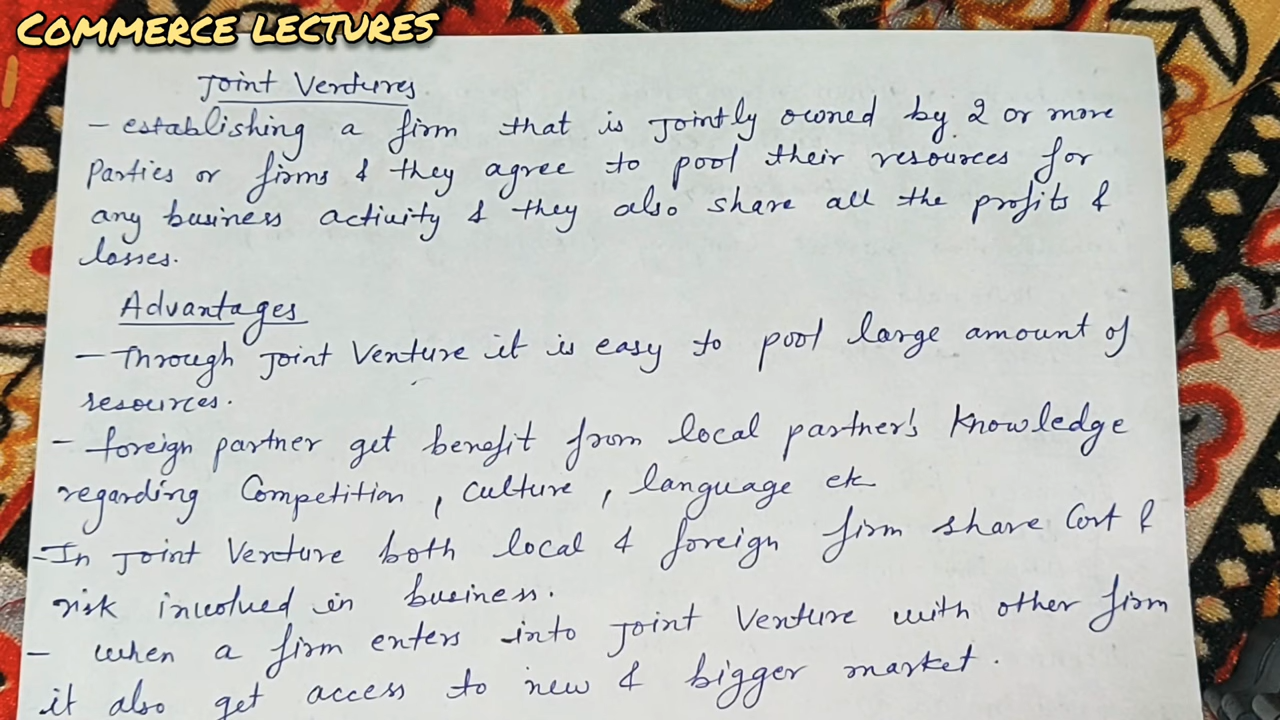 COMMERCE LECTURES
Joint Ventures
- establishing a firm that is jointly owned by 2 or more
Parties or firms & they agree to pool their resources for
any business activity & they also share all the profits &
losses.
Advantages
- Through Joint Venture it is easy to pool large amount of
resources.
- foreign partner get benefit from local partner's Knowledge
regarding Competition, Culture, language etc
- In Joint Venture both local & foreign firm share Cost &
risk involved in business.
- when a firm enters into Joint Venture with other firm
it also get access to new & bigger market.